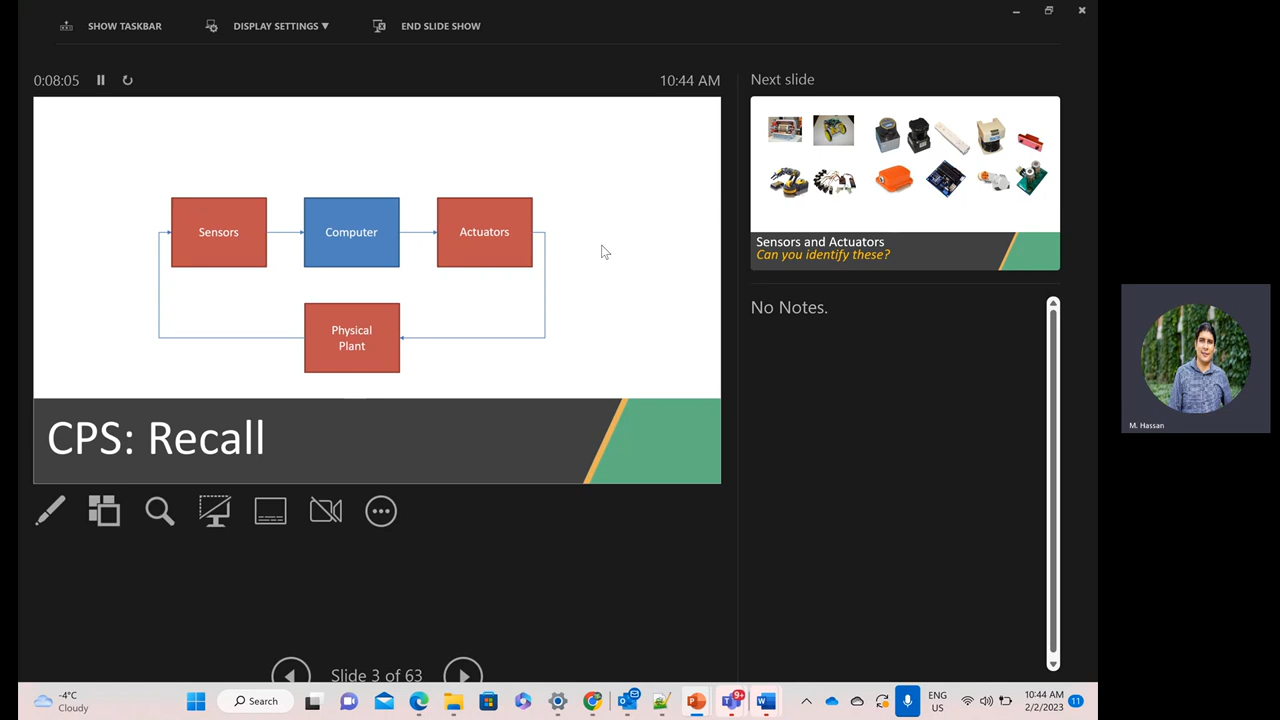 SHOW TASKBAR
DISPLAY SETTINGS ▼
END SLIDE SHOW
0:08:05
10:44 AM
Next slide
Sensors
Computer
Actuators
Physical
Plant
CPS: Recall
Sensors and Actuators
Can you identify these?
No Notes.
M. Hassan
Slide 3 of 63
-4°C
Cloudy
Search
9+
ENG
US
10:44 AM
2/2/2023
11